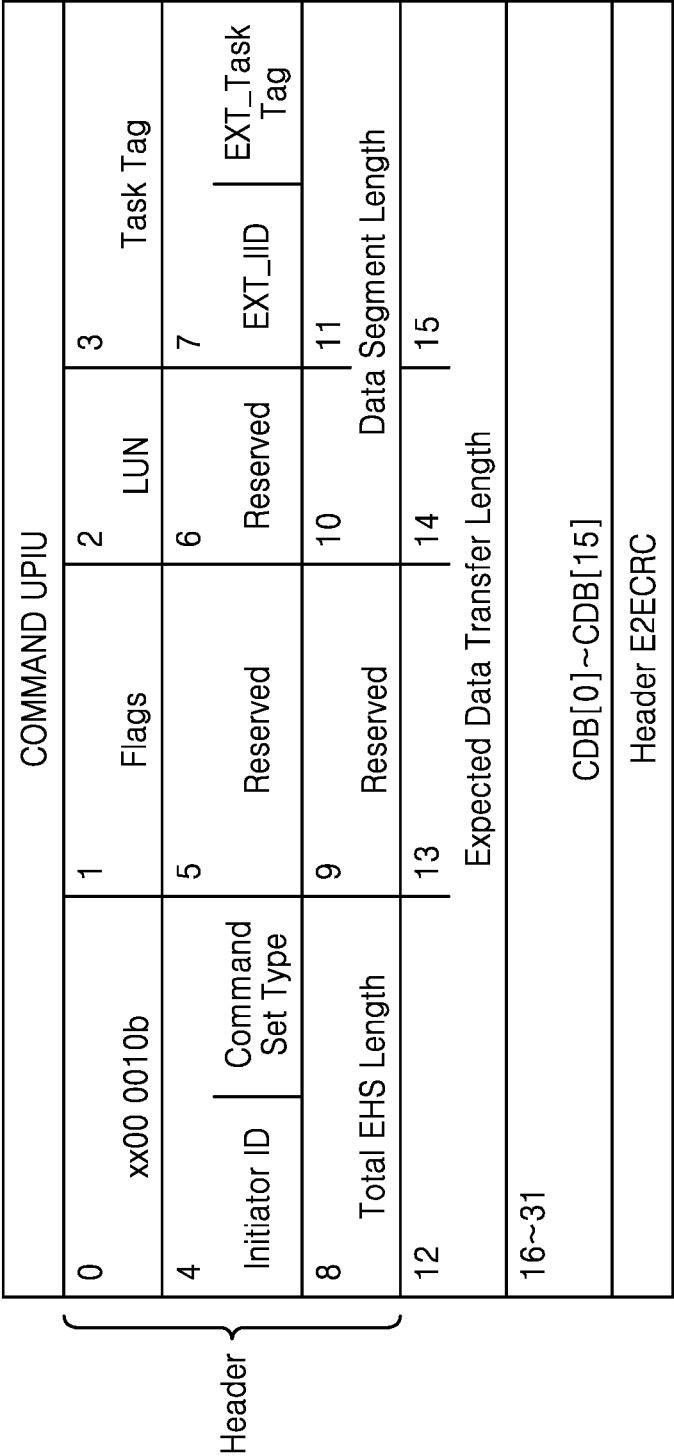 COMMAND UPIU
Header
0
xx00 0010b
1
Flags
2
LUN
3
Task Tag
4
Initiator ID
Command
Set Type
5
Reserved
6
Reserved
7
EXT_IID
EXT_Task
Tag
8
Total EHS Length
9
Reserved
10
11
Data Segment Length
12
13
14
15
Expected Data Transfer Length
16~31
CDB[0]~CDB[15]
Header E2ECRC